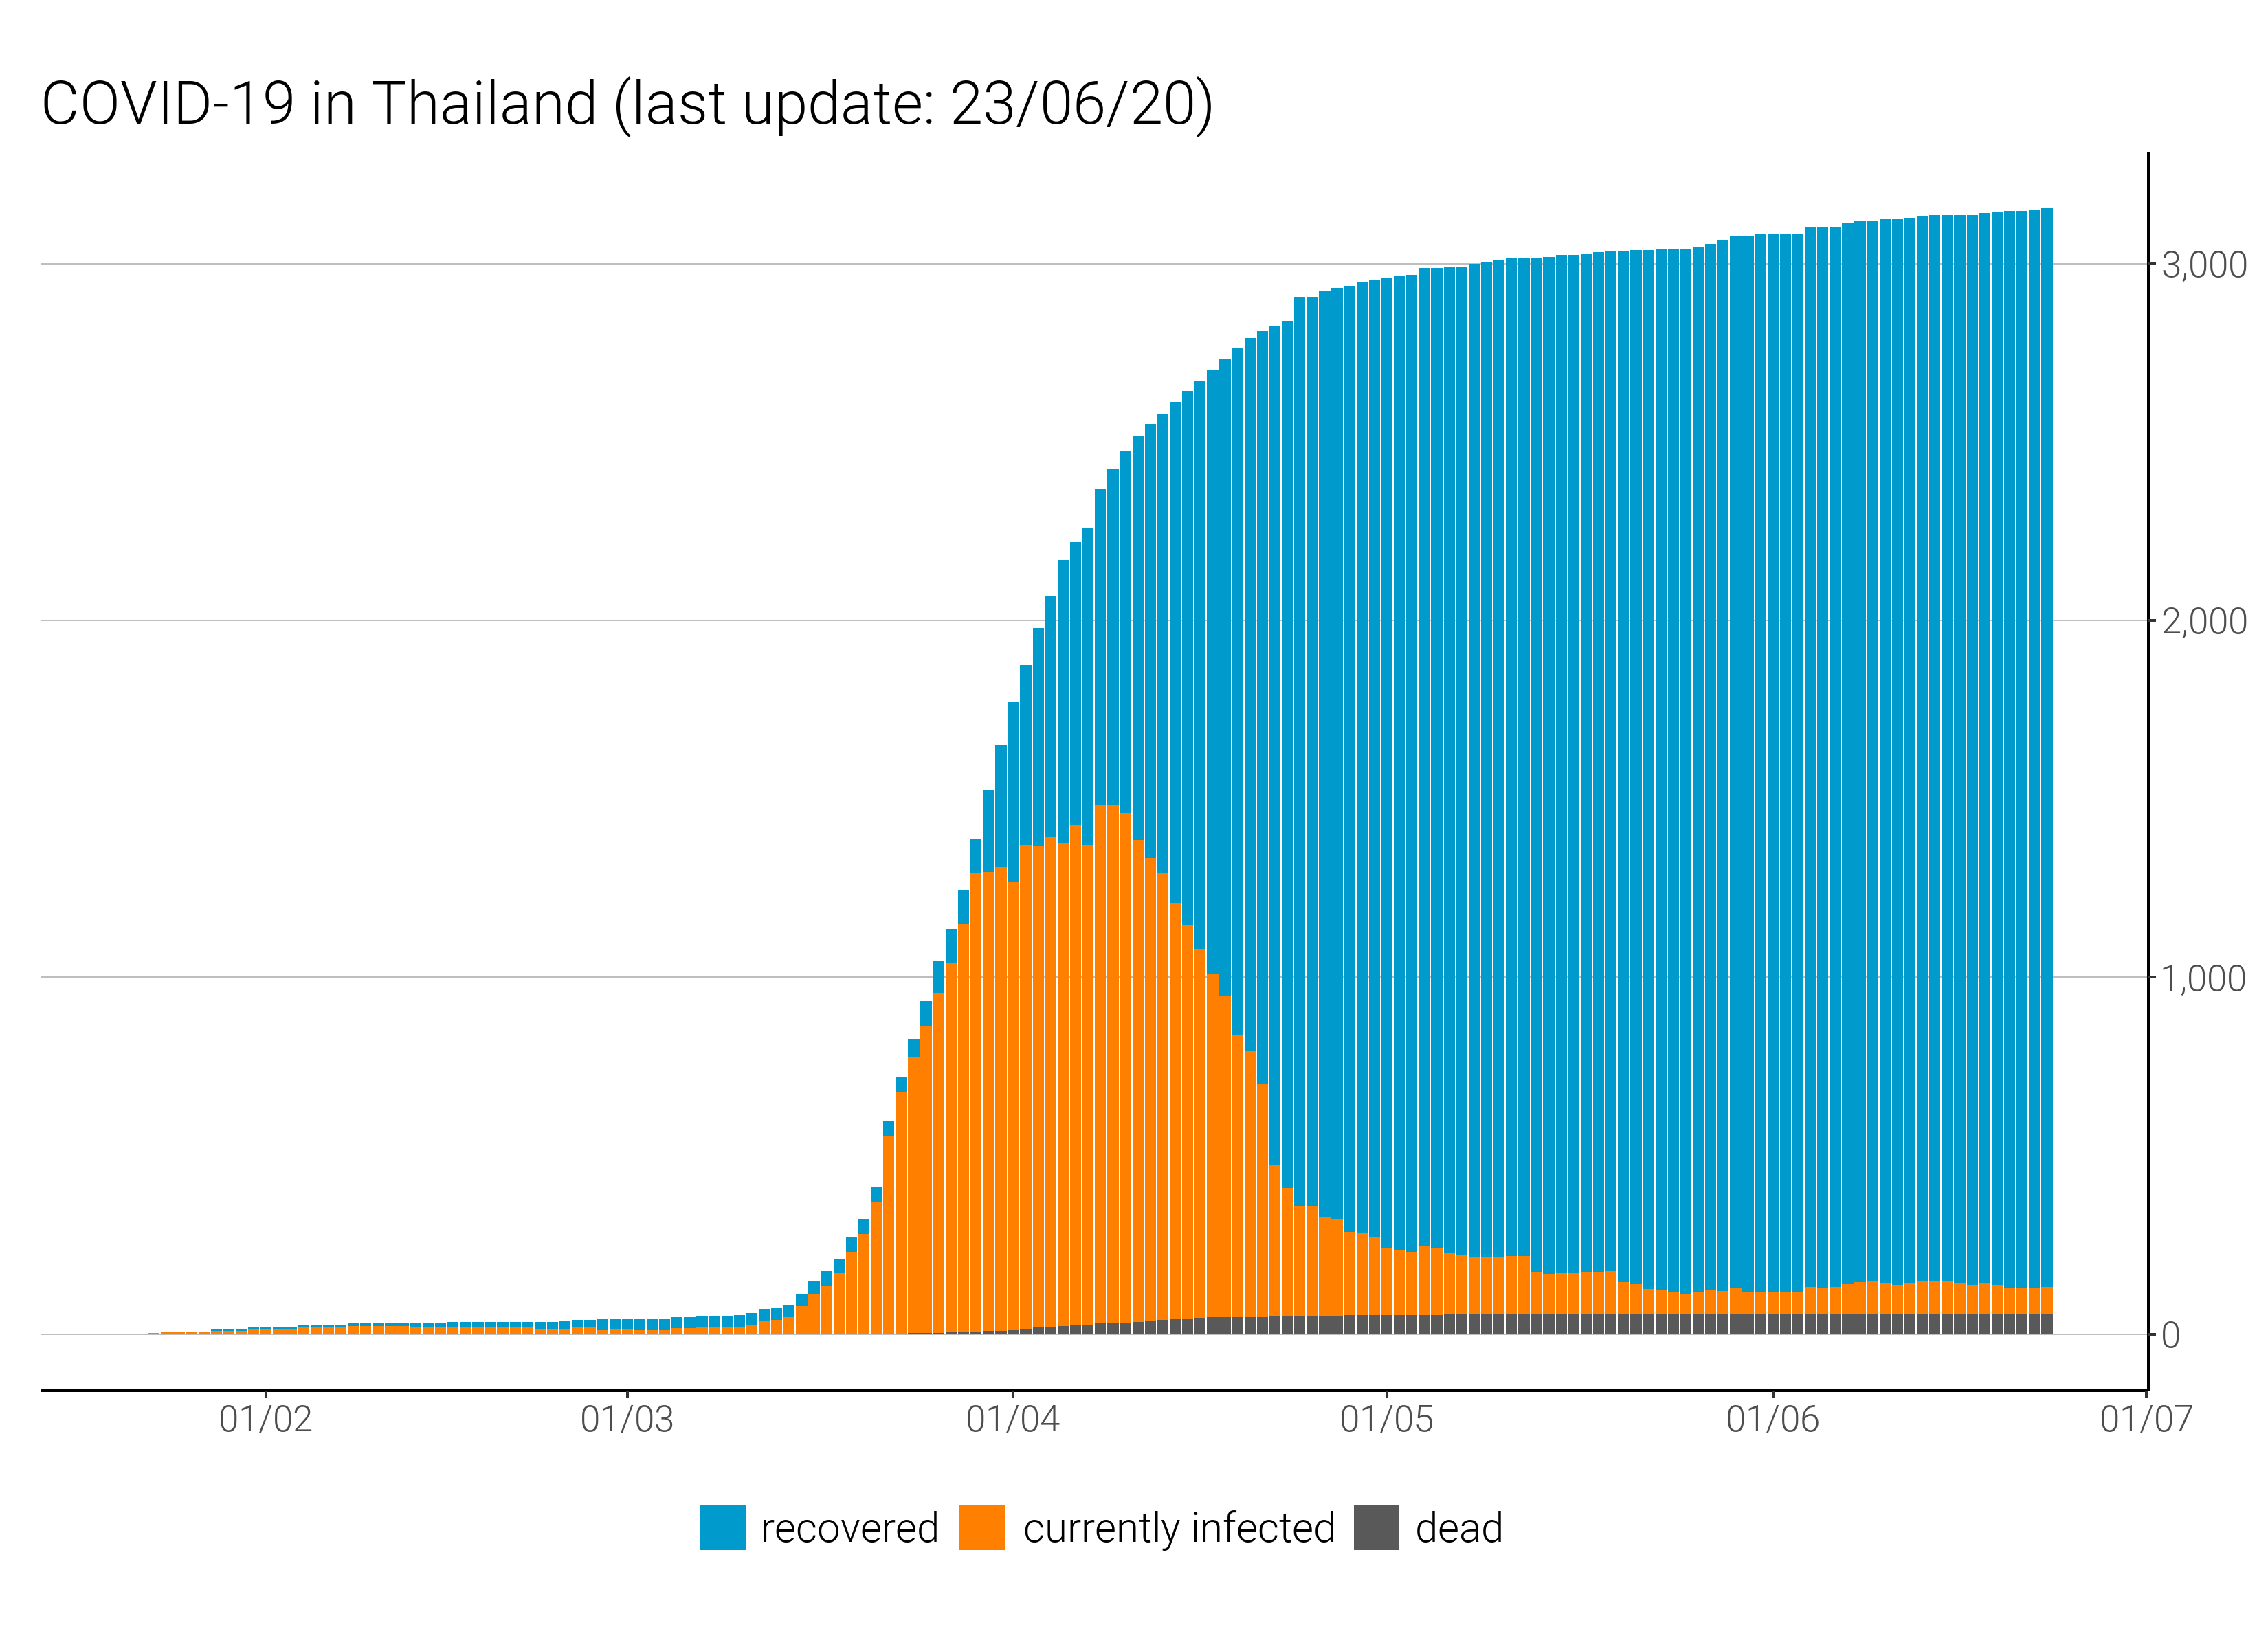 COVID-19 in Thailand (last update: 23/06/20)
3,000
2,000
1,000
0
01/02 01/03 01/04 01/05 01/06 01/07
recovered currently infected dead